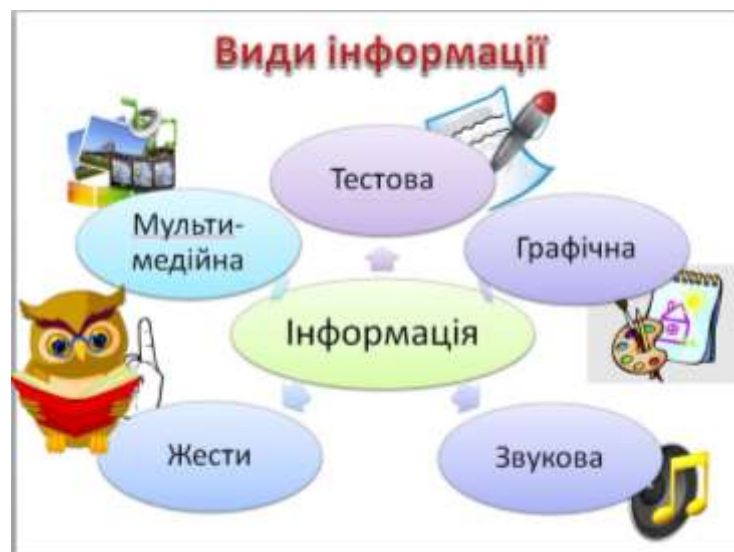 Види інформації
Тестова
Мульти-
медійна
Графічна
Інформація
Жести
Звукова